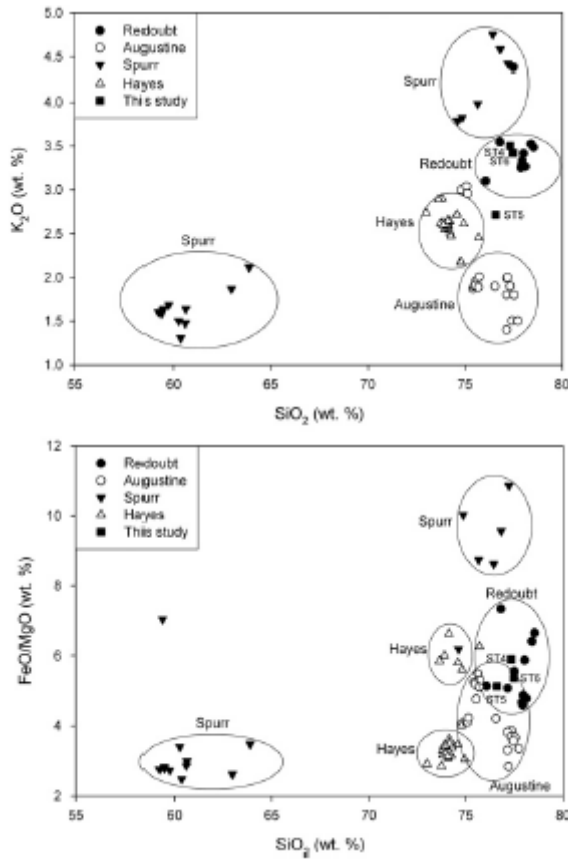 Redoubt
Augustine
Spurr
Hayes
This study
5.0
4.5
4.0
3.5
3.0
2.5
2.0
1.5
1.0
K2O (wt. %)
Spurr
Redoubt
ST4
ST6
Hayes
ST5
Spurr
Augustine
55 60 65 70 75 80
SiO2 (wt. %)
Redoubt
Augustine
Spurr
Hayes
This study
12
10
8
6
4
2
FeO/MgO (wt. %)
Spurr
Redoubt
Hayes
ST4
ST6
ST5
Spurr
Hayes
Augustine
55 60 65 70 75 80
SiO2 (wt. %)